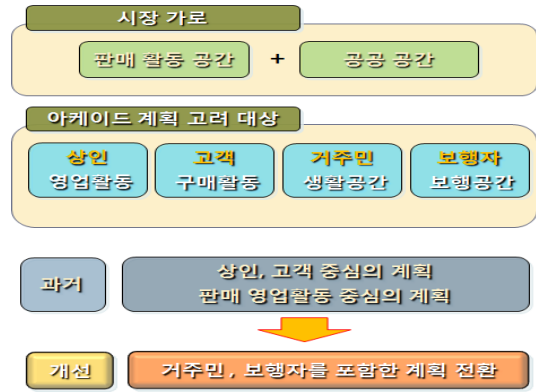 시장 가로
판매 활동 공간 + 공공 공간
아케이드 계획 고려 대상
상인 고객 거주민 보행자
영업활동 구매활동 생활공간 보행공간
과거
상인, 고객 중심의 계획
판매 영업활동 중심의 계획
개선
거주민, 보행자를 포함한 계획 전환